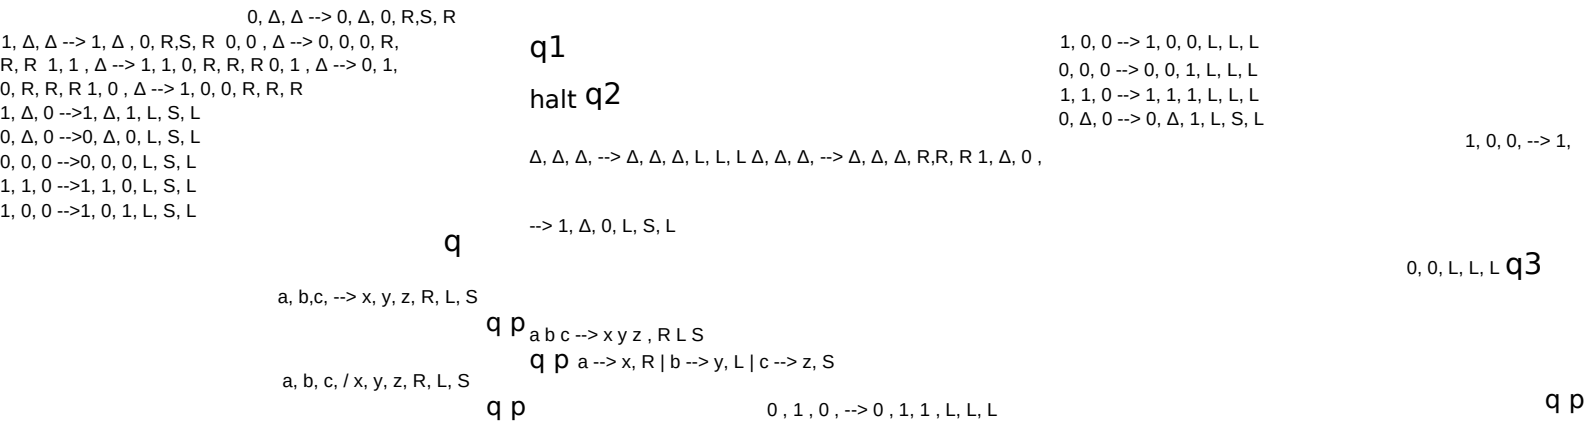 0, Δ, Δ --> 0, Δ, 0, R,S, R
1, Δ, Δ --> 1, Δ , 0, R,S, R 0, 0 , Δ --> 0, 0, 0, R,
R, R 1, 1 , Δ --> 1, 1, 0, R, R, R 0, 1 , Δ --> 0, 1,
0, R, R, R 1, 0 , Δ --> 1, 0, 0, R, R, R
1, Δ, 0 -->1, Δ, 1, L, S, L
0, Δ, 0 -->0, Δ, 0, L, S, L
0, 0, 0 -->0, 0, 0, L, S, L
1, 1, 0 -->1, 1, 0, L, S, L
1, 0, 0 -->1, 0, 1, L, S, L
q
a, b,c, --> x, y, z, R, L, S
q p
a, b, c, / x, y, z, R, L, S
q p
q1
halt q2
Δ, Δ, Δ, --> Δ, Δ, Δ, L, L, L Δ, Δ, Δ, --> Δ, Δ, Δ, R,R, R 1, Δ, 0 ,
--> 1, Δ, 0, L, S, L
a b c --> x y z , R L S
q p a --> x, R | b --> y, L | c --> z, S
0 , 1 , 0 , --> 0 , 1, 1 , L, L, L
1, 0, 0 --> 1, 0, 0, L, L, L
0, 0, 0 --> 0, 0, 1, L, L, L
1, 1, 0 --> 1, 1, 1, L, L, L
0, Δ, 0 --> 0, Δ, 1, L, S, L
1, 0, 0, --> 1,
0, 0, L, L, L q3
q p